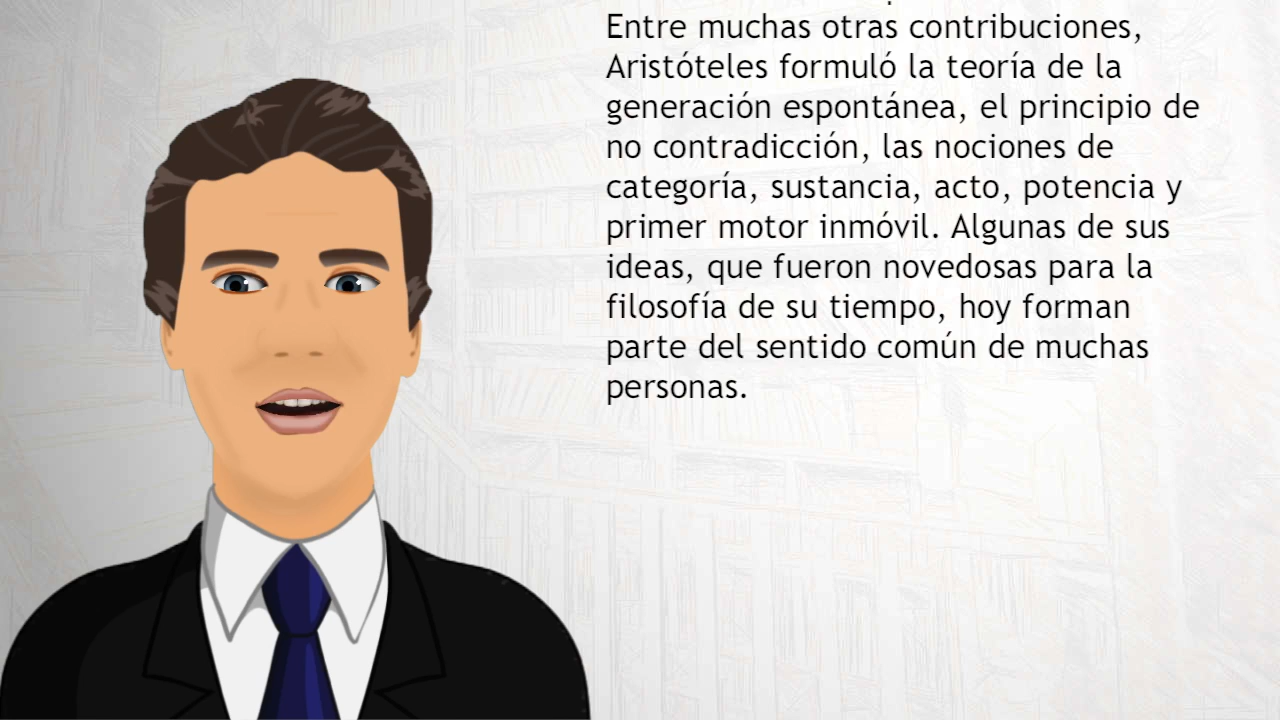 Entre muchas otras contribuciones,
Aristóteles formuló la teoría de la
generación espontánea, el principio de
no contradicción, las nociones de
categoría, sustancia, acto, potencia y
primer motor inmóvil. Algunas de sus
ideas, que fueron novedosas para la
filosofía de su tiempo, hoy forman
parte del sentido común de muchas
personas.